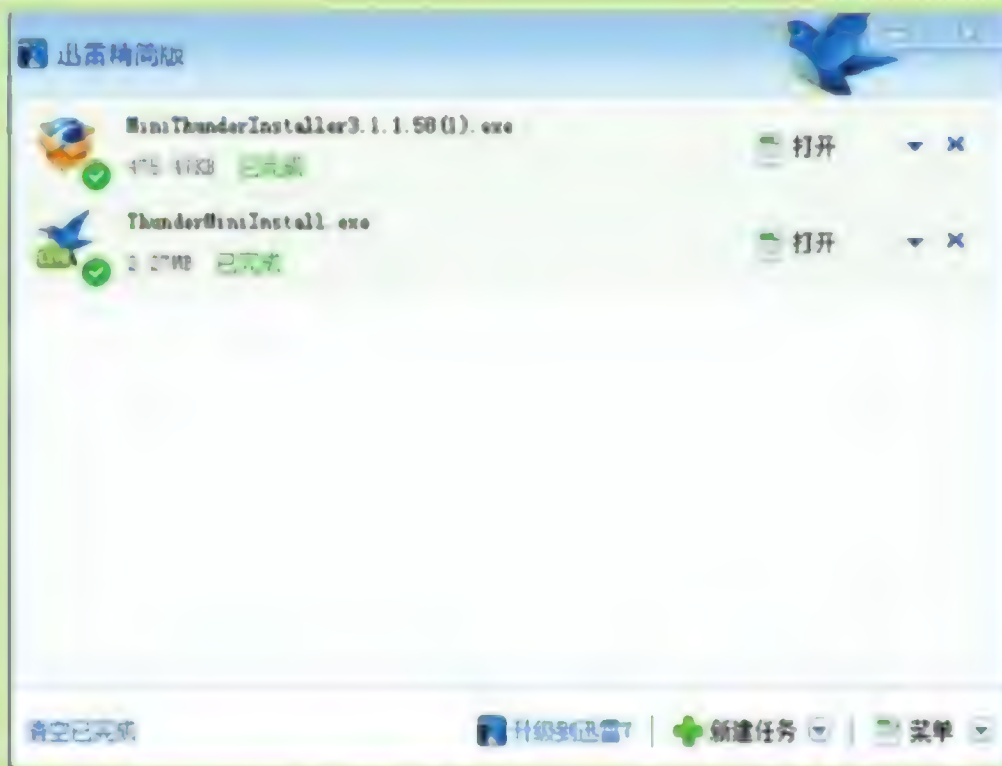 迅雷精简版
MiniThunderInstaller3.1.1.58(1).exe
打开
已完成
ThunderMiniInstall.exe
打开
2.27MB 已完成
清空已完成 升级到迅雷7 新建任务 菜单